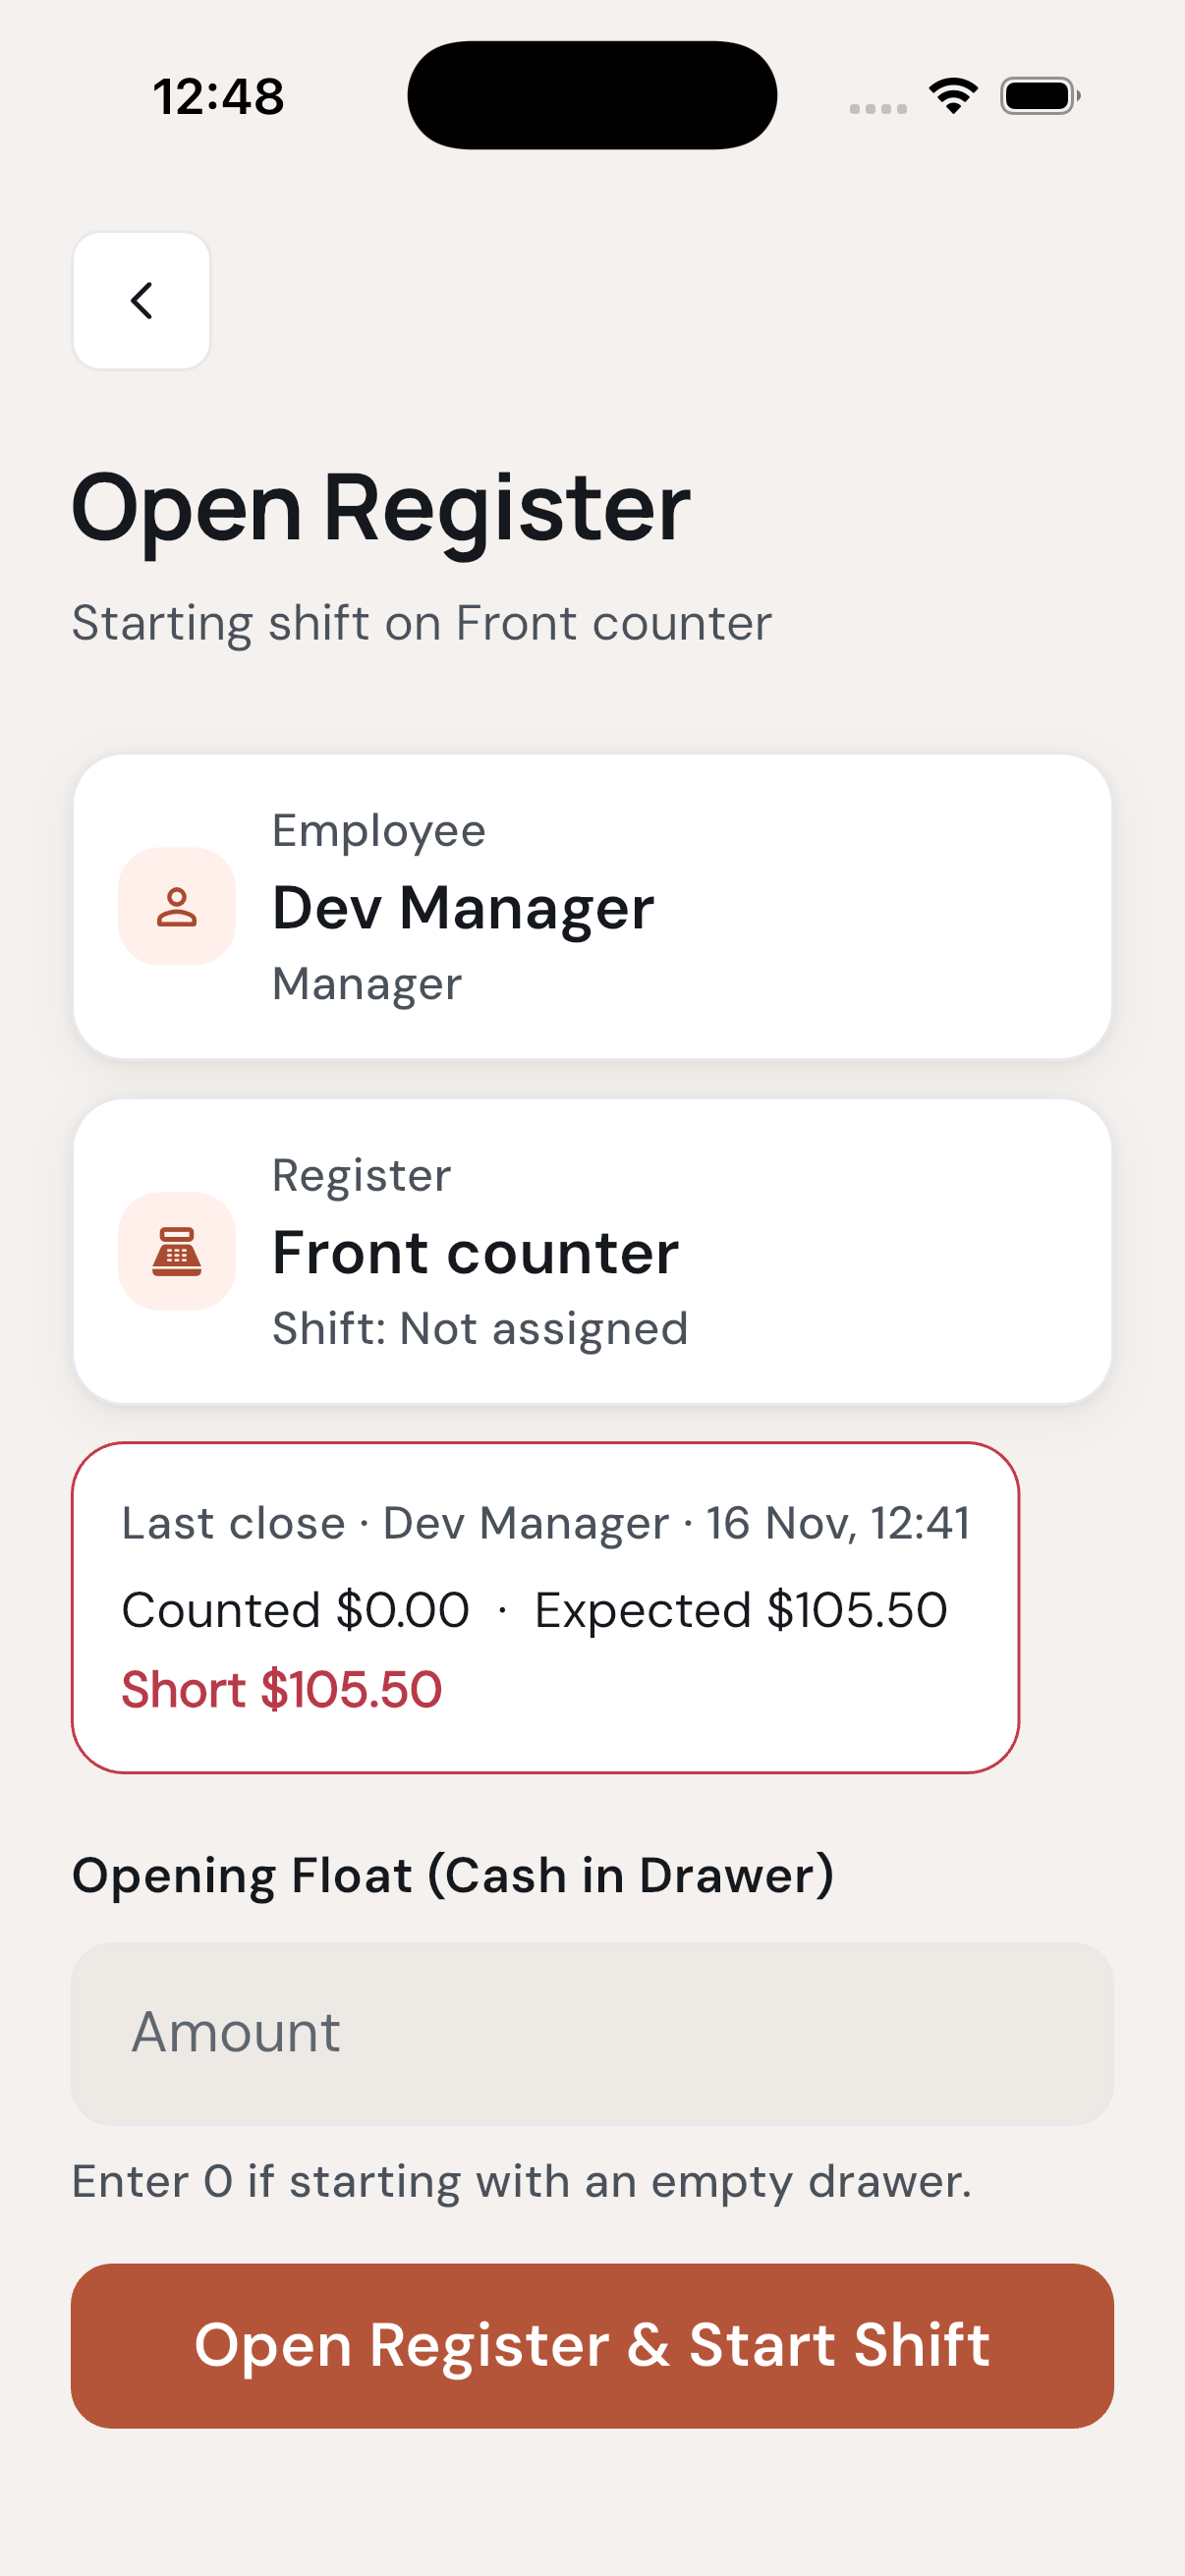 12:48
Open Register
Starting shift on Front counter
Employee
Dev Manager
Manager
Register
Front counter
Shift: Not assigned
Last close · Dev Manager · 16 Nov, 12:41
Counted $0.00 · Expected $105.50
Short $105.50
Opening Float (Cash in Drawer)
Amount
Enter 0 if starting with an empty drawer.
Open Register & Start Shift